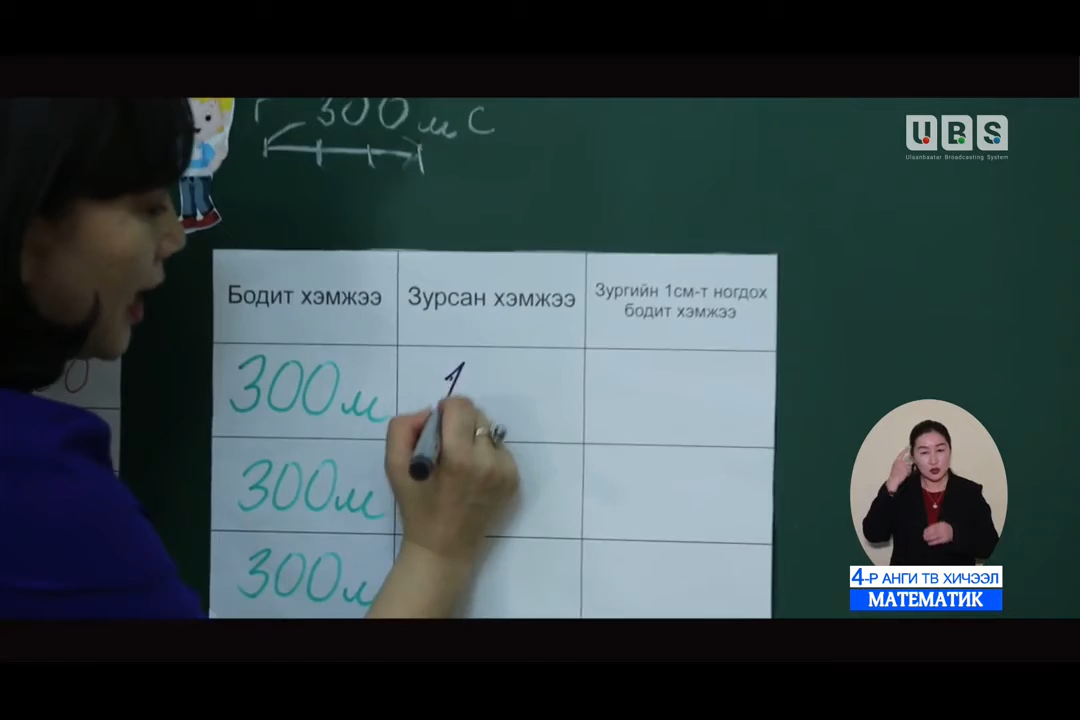 Г 300м С
UBS
Ulaanbaatar Broadcasting System
Бодит хэмжээ
Зурсан хэмжээ
Зургийн 1см-т ногдох
бодит хэмжээ
300м
1
300м
300м
4-Р АНГИ ТВ ХИЧЭЭЛ
МАТЕМАТИК